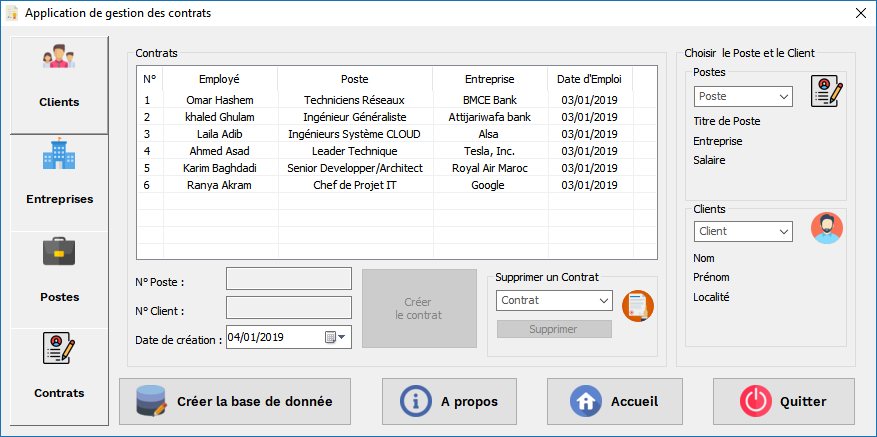 Application de gestion des contrats
Clients
Entreprises
Postes
Contrats
Contrats
N° Employé Poste Entreprise Date d'Emploi
1 Omar Hashem Techniciens Réseaux BMCE Bank 03/01/2019
2 khaled Ghulam Ingénieur Généraliste Attijariwafa bank 03/01/2019
3 Laila Adib Ingénieurs Système CLOUD Alsa 03/01/2019
4 Ahmed Asad Leader Technique Tesla, Inc. 03/01/2019
5 Karim Baghdadi Senior Developper/Architect Royal Air Maroc 03/01/2019
6 Ranya Akram Chef de Projet IT Google 03/01/2019
N° Poste :
N° Client :
Date de création : 04/01/2019
Créer
le contrat
Supprimer un Contrat
Contrat
Supprimer
Choisir le Poste et le Client
Postes
Poste
Titre de Poste
Entreprise
Salaire
Clients
Client
Nom
Prénom
Localité
Créer la base de donnée
A propos
Accueil
Quitter